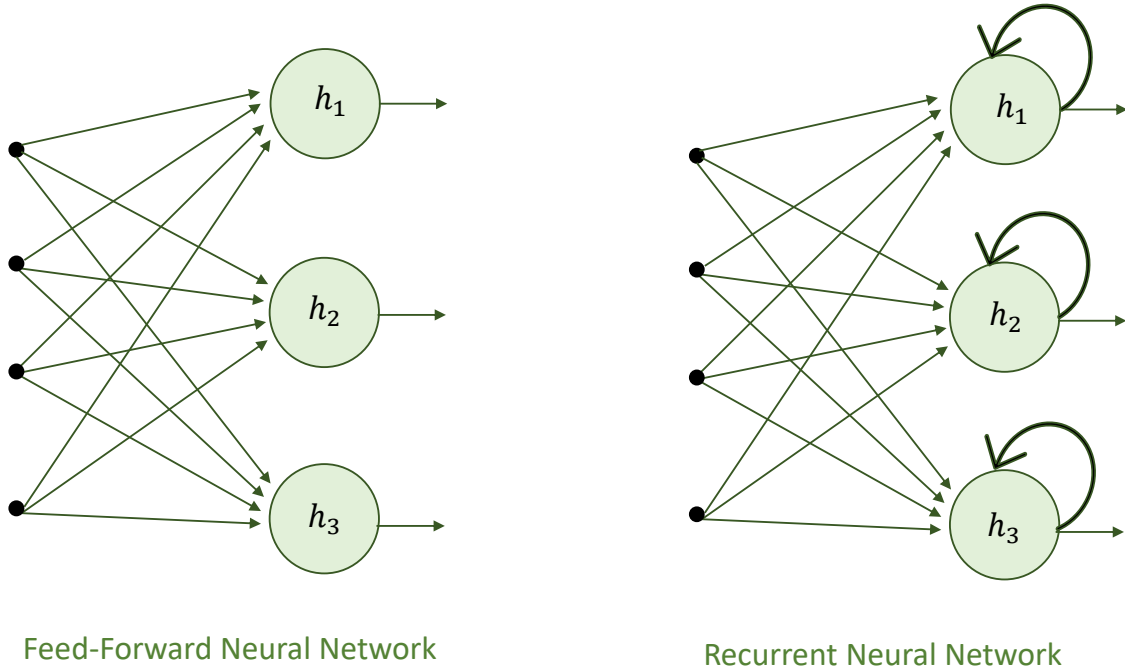 h₁
h₂
h₃
Feed-Forward Neural Network
h₁
h₂
h₃
Recurrent Neural Network